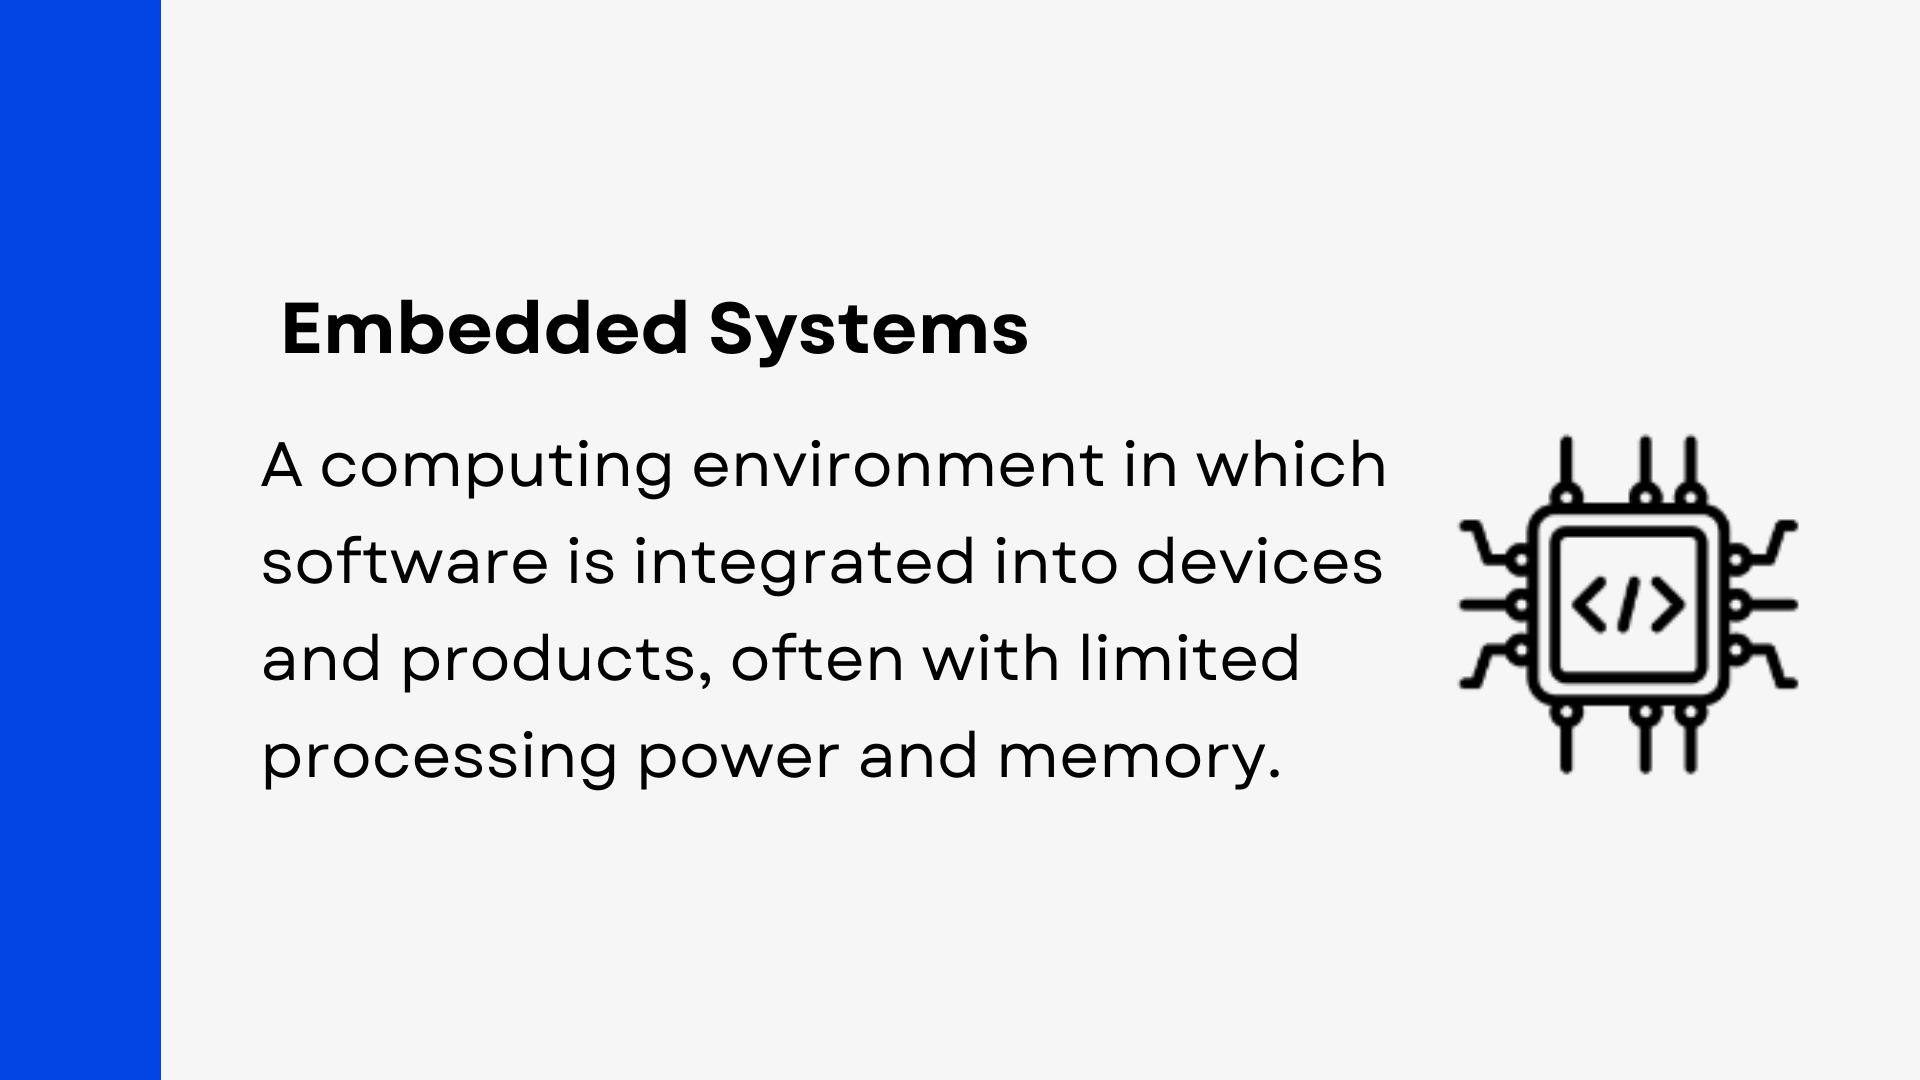 Embedded Systems
A computing environment in which
software is integrated into devices
and products, often with limited
processing power and memory.
</>